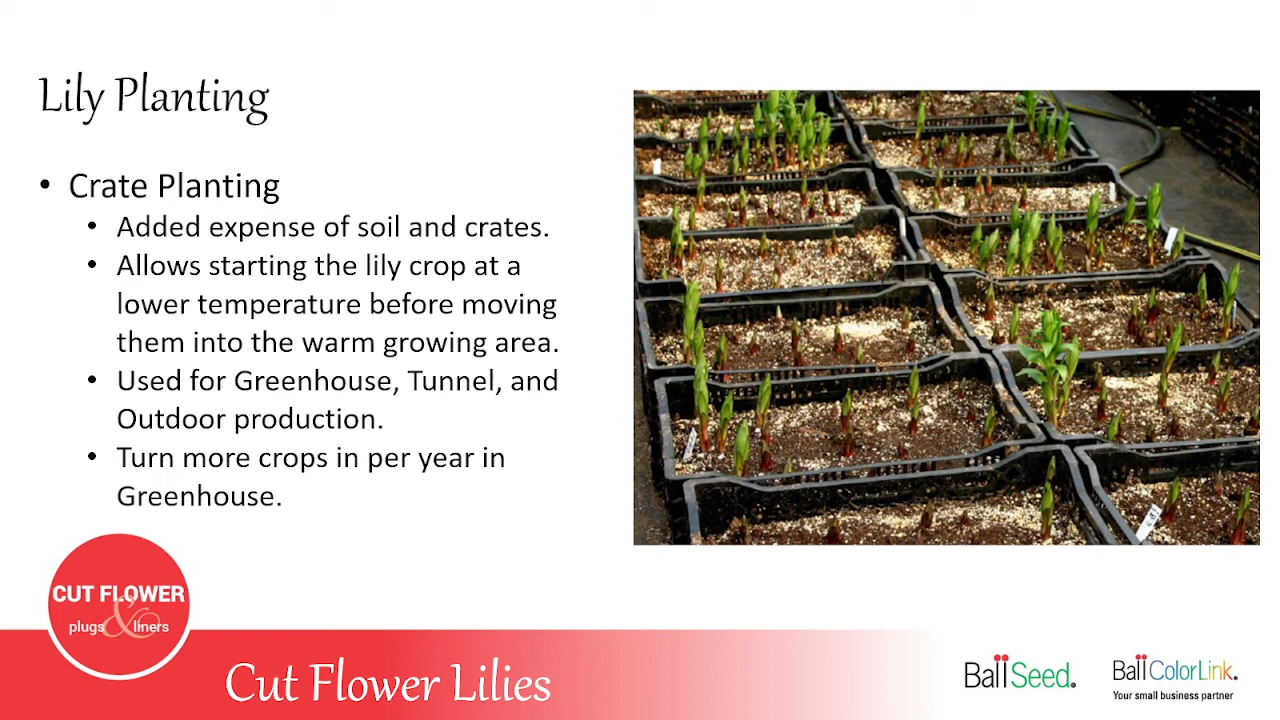 Lily Planting
• Crate Planting
• Added expense of soil and crates.
• Allows starting the lily crop at a
lower temperature before moving
them into the warm growing area.
• Used for Greenhouse, Tunnel, and
Outdoor production.
• Turn more crops in per year in
Greenhouse.
CUT FLOWER
plugs & liners
Cut Flower Lilies
Ball Seed.
Ball ColorLink.
Your small business partner